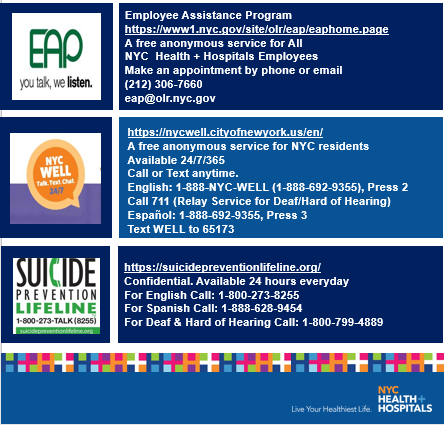 EAP
you talk, we listen.
Employee Assistance Program
https://www1.nyc.gov/site/olr/eap/eaphome.page
A free anonymous service for All
NYC  Health + Hospitals Employees
Make an appointment by phone or email
(212) 306-7660
eap@olr.nyc.gov
NYC
WELL
Talk. Text. Chat.
24/7
https://nycwell.cityofnewyork.us/en/
A free anonymous service for NYC residents
Available 24/7/365
Call or Text anytime.
English: 1-888-NYC-WELL (1-888-692-9355), Press 2
Call 711 (Relay Service for Deaf/Hard of Hearing)
Español: 1-888-692-9355, Press 3
Text WELL to 65173
SUICIDE
PREVENTION
LIFELINE
1-800-273-TALK (8255)
suicidepreventionlifeline.org
https://suicidepreventionlifeline.org/
Confidential. Available 24 hours everyday
For English Call: 1-800-273-8255
For Spanish Call: 1-888-628-9454
For Deaf & Hard of Hearing Call: 1-800-799-4889
Live Your Healthiest Life.
NYC
HEALTH+
HOSPITALS